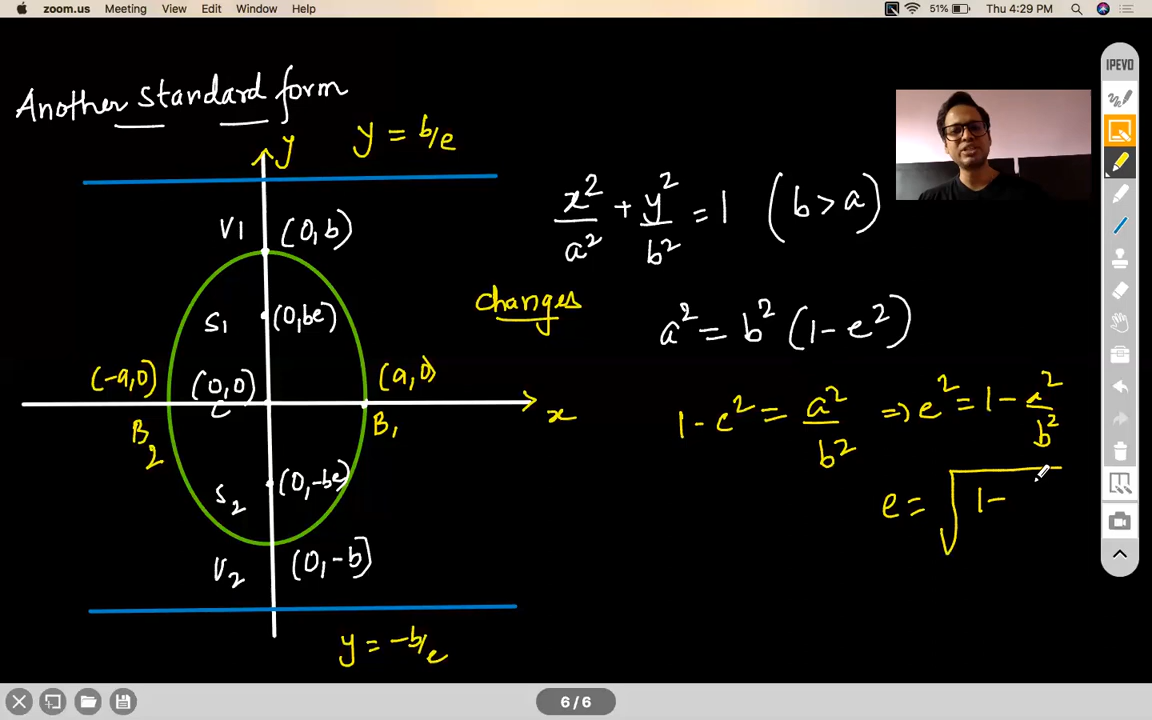 zoom.us Meeting View Edit Window Help
51% Thu 4:29 PM
IPEVO
Another standard form
y = b/e
y
V1 (0, b)
x²/a² + y²/b² = 1 (b > a)
changes
S₁ (0, be)
a² = b² (1 - e²)
(-a, 0) (0,0) (a, 0)
C
x
B₂ B₁
1 - e² = a²/b² ⇒ e² = 1 - a²/b²
S₂ (0, -be)
e = √1 -
V₂ (0, -b)
y = -b/e
6 / 6